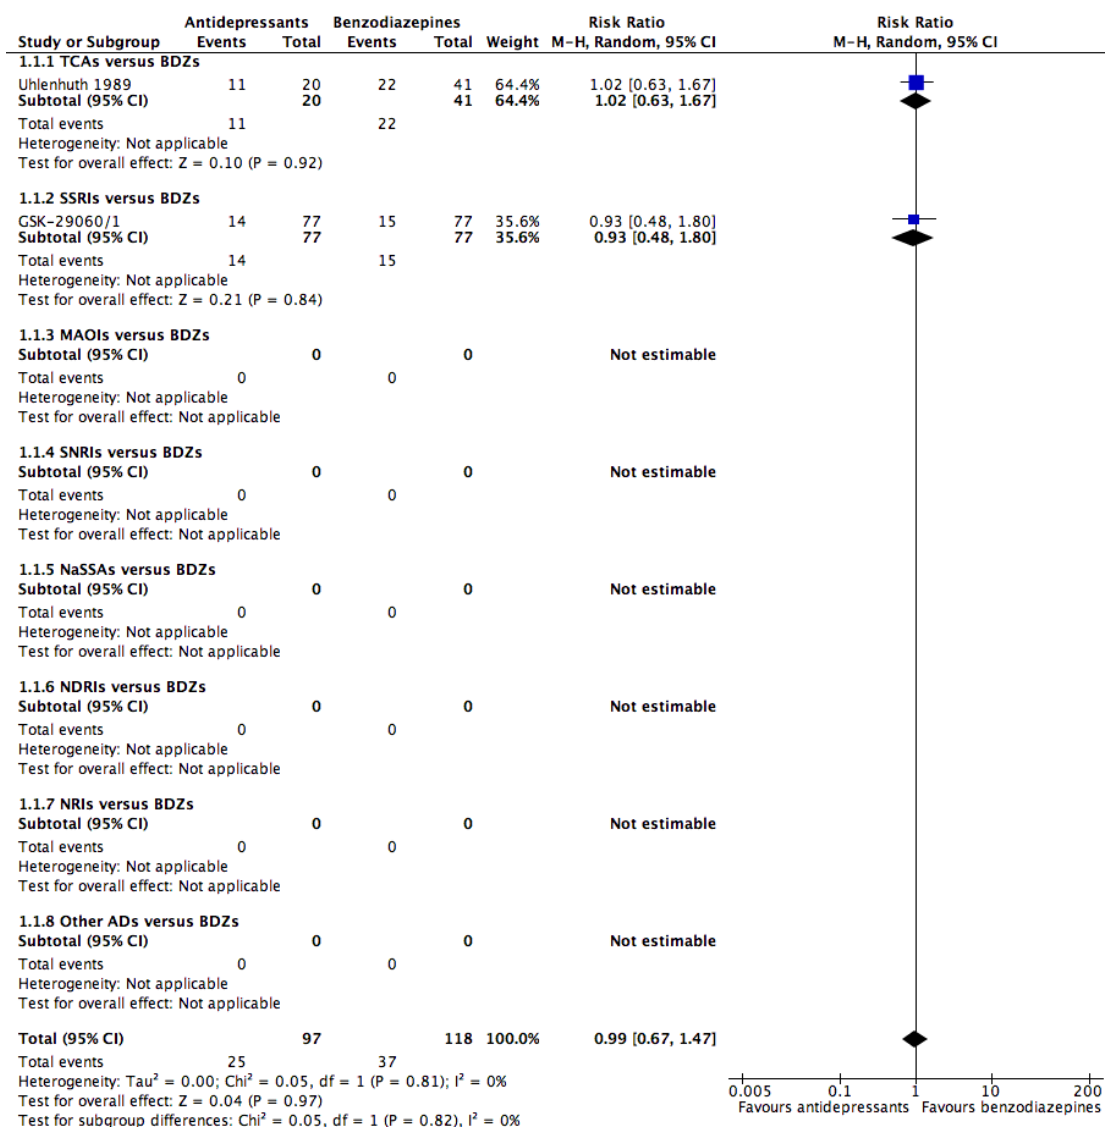 Antidepressants Benzodiazepines Risk Ratio Risk Ratio
Study or Subgroup Events Total Events Total Weight M-H, Random, 95% CI M-H, Random, 95% CI
1.1.1 TCAs versus BDZs
Uhlenhuth 1989 11 20 22 41 64.4% 1.02 [0.63, 1.67]
Subtotal (95% CI) 20 41 64.4% 1.02 [0.63, 1.67]
Total events 11 22
Heterogeneity: Not applicable
Test for overall effect: Z = 0.10 (P = 0.92)
1.1.2 SSRIs versus BDZs
GSK-29060/1 14 77 15 77 35.6% 0.93 [0.48, 1.80]
Subtotal (95% CI) 77 77 35.6% 0.93 [0.48, 1.80]
Total events 14 15
Heterogeneity: Not applicable
Test for overall effect: Z = 0.21 (P = 0.84)
1.1.3 MAOIs versus BDZs
Subtotal (95% CI) 0 0 Not estimable
Total events 0 0
Heterogeneity: Not applicable
Test for overall effect: Not applicable
1.1.4 SNRIs versus BDZs
Subtotal (95% CI) 0 0 Not estimable
Total events 0 0
Heterogeneity: Not applicable
Test for overall effect: Not applicable
1.1.5 NaSSAs versus BDZs
Subtotal (95% CI) 0 0 Not estimable
Total events 0 0
Heterogeneity: Not applicable
Test for overall effect: Not applicable
1.1.6 NDRIs versus BDZs
Subtotal (95% CI) 0 0 Not estimable
Total events 0 0
Heterogeneity: Not applicable
Test for overall effect: Not applicable
1.1.7 NRIs versus BDZs
Subtotal (95% CI) 0 0 Not estimable
Total events 0 0
Heterogeneity: Not applicable
Test for overall effect: Not applicable
1.1.8 Other ADs versus BDZs
Subtotal (95% CI) 0 0 Not estimable
Total events 0 0
Heterogeneity: Not applicable
Test for overall effect: Not applicable
Total (95% CI) 97 118 100.0% 0.99 [0.67, 1.47]
Total events 25 37
Heterogeneity: Tau² = 0.00; Chi² = 0.05, df = 1 (P = 0.81); I² = 0%
Test for overall effect: Z = 0.04 (P = 0.97)
Test for subgroup differences: Chi² = 0.05, df = 1 (P = 0.82), I² = 0%
0.005 0.1 1 10 200
Favours antidepressants Favours benzodiazepines